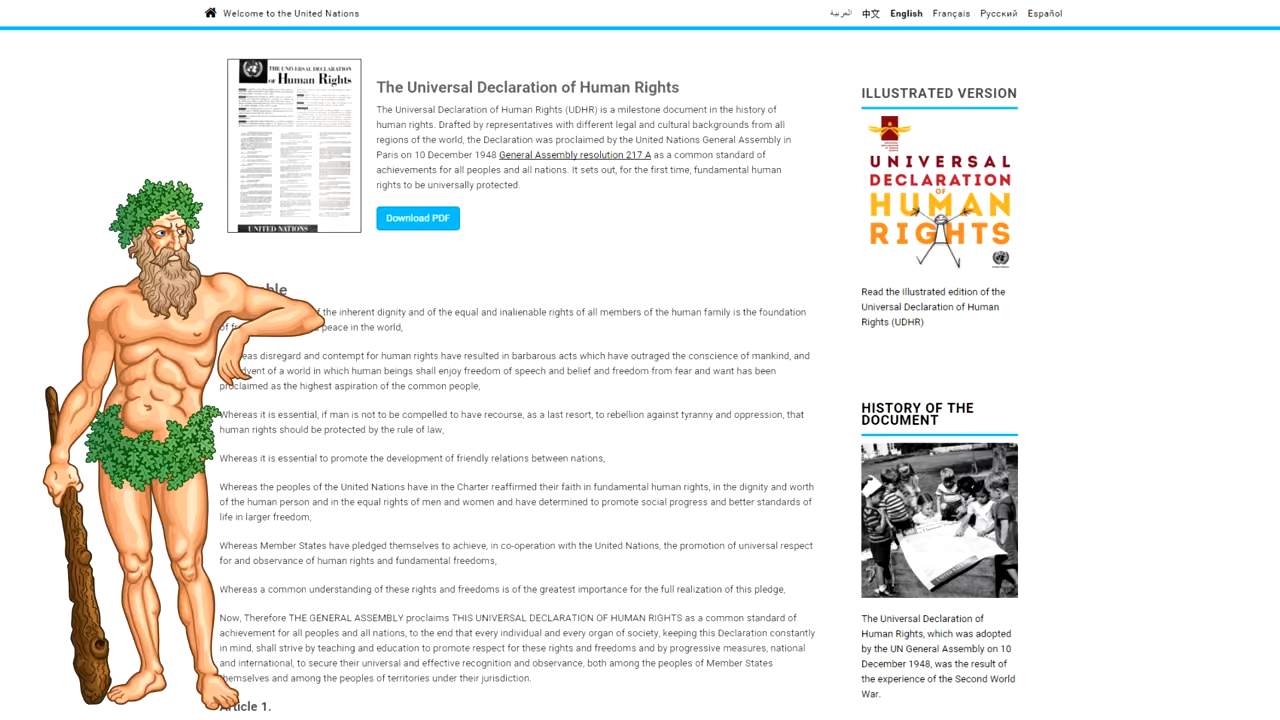 Welcome to the United Nations
العربية 中文 English Français Русский Español
THE UNIVERSAL DECLARATION
OF Human Rights
UNITED NATIONS
The Universal Declaration of Human Rights
The Universal Declaration of Human Rights (UDHR) is a milestone document in the history of
human rights. Drafted by representatives with different legal and cultural backgrounds from all
regions of the world, the Declaration was proclaimed by the United Nations General Assembly in
Paris on 10 December 1948 General Assembly resolution 217 A as a common standard of
achievements for all peoples and all nations. It sets out, for the first time, fundamental human
rights to be universally protected
Download PDF
the inherent dignity and of the equal and inalienable rights of all members of the human family is the foundation
of peace in the world,
disregard and contempt for human rights have resulted in barbarous acts which have outraged the conscience of mankind, and
of a world in which human beings shall enjoy freedom of speech and belief and freedom from fear and want has been
proclaimed as the highest aspiration of the common people,
Whereas it is essential, if man is not to be compelled to have recourse, as a last resort, to rebellion against tyranny and oppression, that
human rights should be protected by the rule of law,
Whereas it is essential to promote the development of friendly relations between nations,
Whereas the peoples of the United Nations have in the Charter reaffirmed their faith in fundamental human rights, in the dignity and worth
of the human person and in the equal rights of men and women and have determined to promote social progress and better standards of
life in larger freedom,
Whereas Member States have pledged themselves to achieve, in co-operation with the United Nations, the promotion of universal respect
for and observance of human rights and fundamental freedoms,
Whereas a common understanding of these rights and freedoms is of the greatest importance for the full realization of this pledge,
Now, Therefore THE GENERAL ASSEMBLY proclaims THIS UNIVERSAL DECLARATION OF HUMAN RIGHTS as a common standard of
achievement for all peoples and all nations, to the end that every individual and every organ of society, keeping this Declaration constantly
in mind, shall strive by teaching and education to promote respect for these rights and freedoms and by progressive measures, national
and international, to secure their universal and effective recognition and observance, both among the peoples of Member States
themselves and among the peoples of territories under their jurisdiction.
Article 1.
ILLUSTRATED VERSION
UNIVERSAL
DECLARATION
OF
HUMAN
RIGHTS
Read the Illustrated edition of the
Universal Declaration of Human
Rights (UDHR)
HISTORY OF THE
DOCUMENT
The Universal Declaration of
Human Rights, which was adopted
by the UN General Assembly on 10
December 1948, was the result of
the experience of the Second World
War.